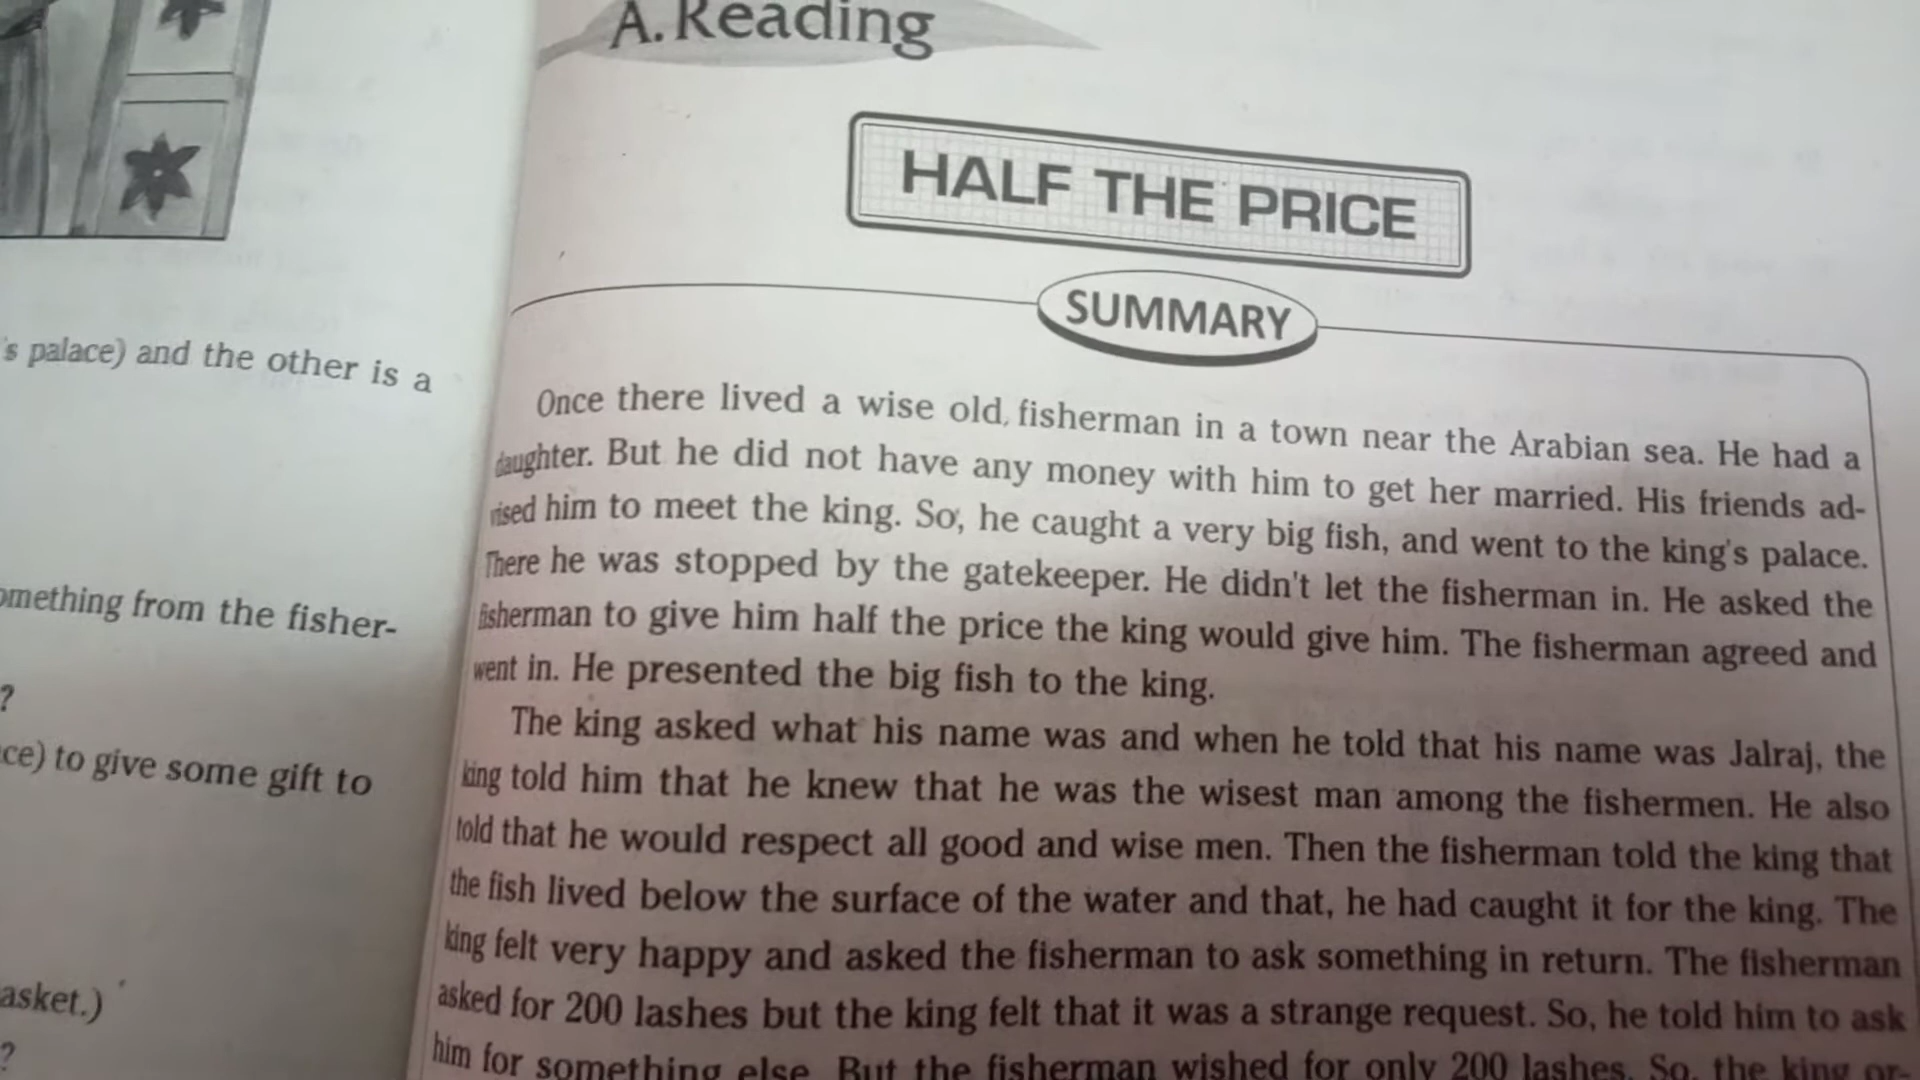 's palace) and the other is a
omething from the fisher-
?
ce) to give some gift to
asket.)
?
A. Reading
HALF THE PRICE
SUMMARY
Once there lived a wise old, fisherman in a town near the Arabian sea. He had a
daughter. But he did not have any money with him to get her married. His friends ad-
vised him to meet the king. So, he caught a very big fish, and went to the king's palace.
There he was stopped by the gatekeeper. He didn't let the fisherman in. He asked the
fisherman to give him half the price the king would give him. The fisherman agreed and
went in. He presented the big fish to the king.
The king asked what his name was and when he told that his name was Jalraj, the
king told him that he knew that he was the wisest man among the fishermen. He also
told that he would respect all good and wise men. Then the fisherman told the king that
the fish lived below the surface of the water and that, he had caught it for the king. The
king felt very happy and asked the fisherman to ask something in return. The fisherman
asked for 200 lashes but the king felt that it was a strange request. So, he told him to ask
him for something else. But the fisherman wished for only 200 lashes. So, the king or-